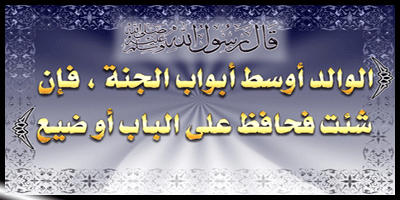 قال رسول الله ﷺ
الوالد أوسط أبواب الجنة ، فإن
شئت فحافظ على الباب أو ضيع